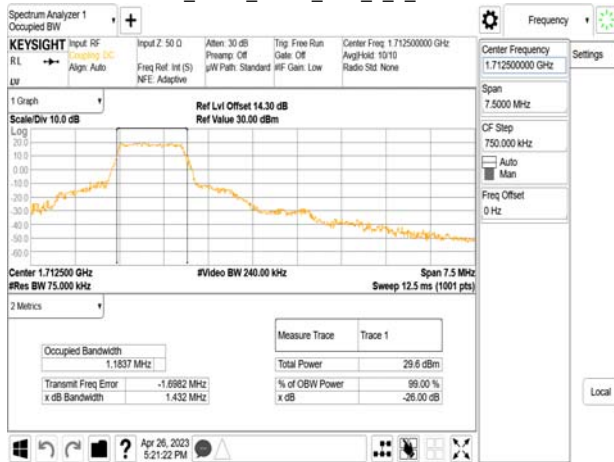 Spectrum Analyzer 1
Occupied BW
Frequency
KEYSIGHT Input: RF Input Z: 50 Ω Atten: 30 dB Trig: Free Run Center Freq: 1.712500000 GHz
RL Coupling: DC Preamp: Off Gate: Off Avg|Hold: 10/10
Align: Auto Freq Ref: Int (S) µW Path: Standard #IF Gain: Low Radio Std: None
NFE: Adaptive
Center Frequency
1.712500000 GHz
Settings
Span
7.5000 MHz
CF Step
750.000 kHz
Auto
Man
Freq Offset
0 Hz
Local
1 Graph
Ref Lvl Offset 14.30 dB
Scale/Div 10.0 dB Ref Value 30.00 dBm
Log
20.0
10.0
0.00
-10.0
-20.0
-30.0
-40.0
-50.0
-60.0
Center 1.712500 GHz #Video BW 240.00 kHz Span 7.5 MHz
#Res BW 75.000 kHz Sweep 12.5 ms (1001 pts)
2 Metrics
Measure Trace Trace 1
Occupied Bandwidth
1.1837 MHz
Total Power 29.6 dBm
Transmit Freq Error -1.6982 MHz % of OBW Power 99.00 %
x dB Bandwidth 1.432 MHz x dB -26.00 dB
Apr 26, 2023
5:21:22 PM